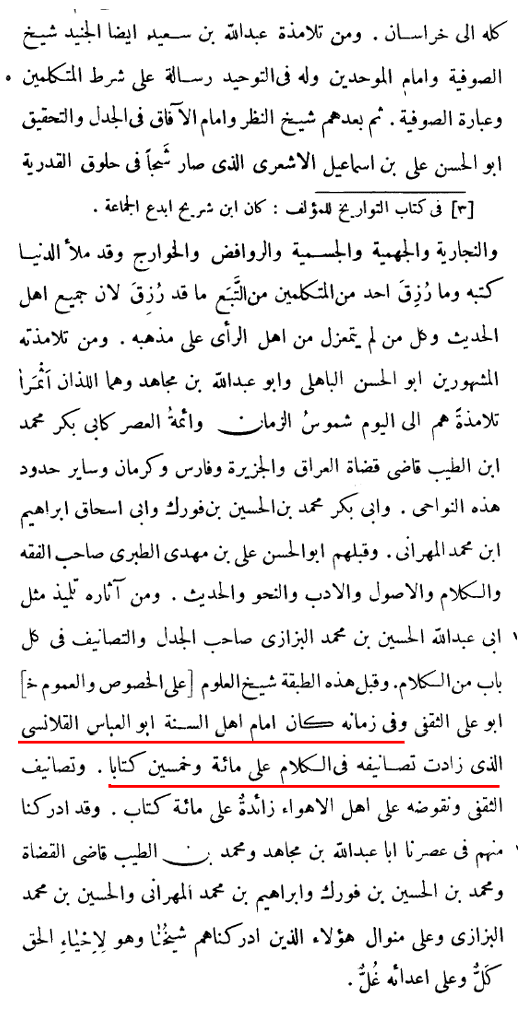 كله الى خراسان . ومن تلامذة عبدالله بن سعيد ايضا الجنيد شيخ
الصوفية وامام الموحدين وله فى التوحيد رسالة على شرط المتكلمين
وعبارة الصوفية . ثم بعدهم شيخ النظر وامام الآفاق فى الجدل والتحقيق
ابو الحسن على بن اسماعيل الاشعرى الذى صار شَجاً فى حلوق القدرية
[٣] فى كتاب التواريخ للمؤلف : كان ابن شريح ابدع الجماعة .
والنجارية والجهمية والجسمية والروافض والخوارج وقد ملأ الدنيا
كتبه وما رُزِقَ احد من المتكلمين من التَّبَع ما قد رُزِقَ لان جميع اهل
الحديث وكل من لم يتمعزل من اهل الرأى على مذهبه . ومن تلامذته
المشهورين ابو الحسن الباهلى وابو عبدالله بن مجاهد وهما اللذان اَثْمَراٰ
تلامذةً هم الى اليوم شموسُ الزمان وائمةُ العصر كابى بكر محمد
ابن الطيب قاضى قضاة العراق والجزيرة وفارس وكرمان وساير حدود
هذه النواحى . وابى بكر محمد بن الحسين بن فورك وابى اسحاق ابراهيم
ابن محمد المهرانى . وقبلهم ابوالحسن على بن مهدى الطبرى صاحب الفقه
والكلام والاصول والادب والنحو والحديث . ومن آثاره تلميذ مثل
ابى عبدالله الحسين بن محمد البزازى صاحب الجدل والتصانيف فى كل
باب من الكلام. وقبل هذه الطبقة شيخ العلوم [على الخصوص والعموم خ]
ابو على الثقفى وفى زمانه كان امام اهل السنة ابو العباس القلانسى
الذى زادت تصانيفه فى الكلام على مائة وخمسين كتابا . وتصانيف
الثقفى ونقوضه على اهل الاهواء زائدةُ على مائة كتاب . وقد ادركنا
منهم فى عصرنا ابا عبدالله بن مجاهد ومحمد بن الطيب قاضى القضاة
ومحمد بن الحسين بن فورك وابراهيم بن محمد المهرانى والحسين بن محمد
البزازى وعلى منوال هؤلاء الذين ادركناهم شيخُنا وهو لِاِحْيٰاءِ الحق
كَلُّ وعلى اعدائه غُلُّ .